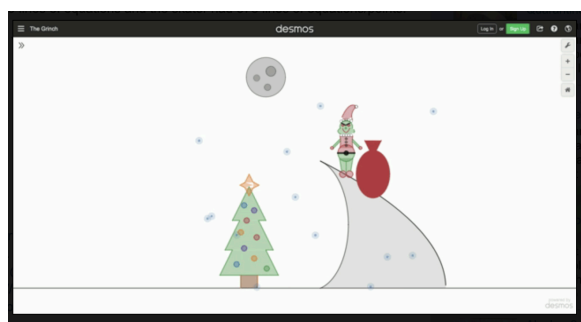 The Grinch
desmos
Log In or Sign Up
powered by
desmos